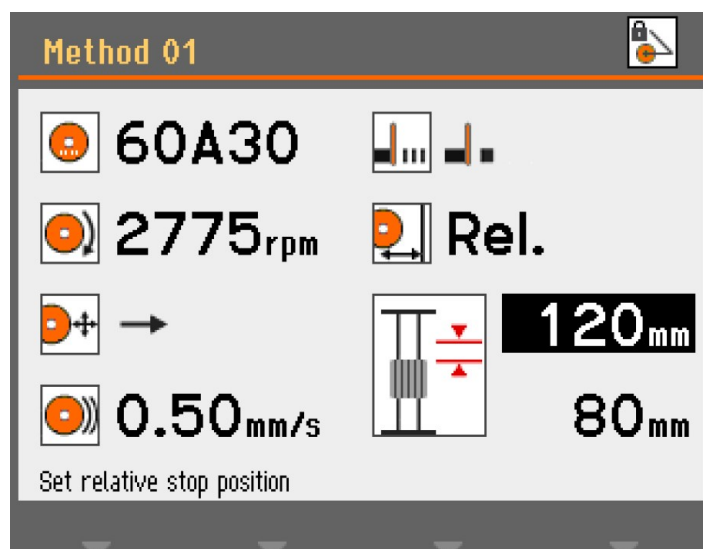 Method 01
60A30
2775rpm
Rel.
120mm
0.50mm/s
80mm
Set relative stop position